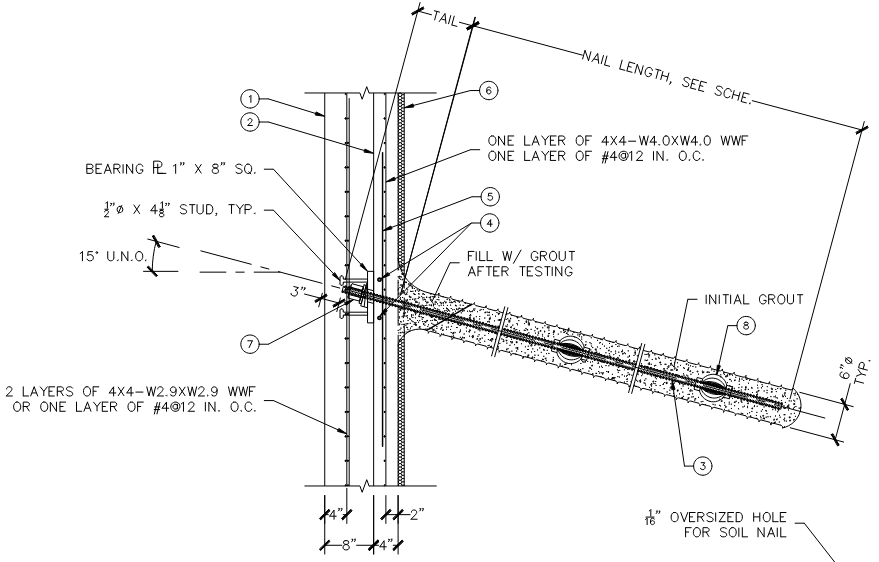 TAIL
NAIL LENGTH, SEE SCHE.
1
6
2
ONE LAYER OF 4X4-W4.0XW4.0 WWF
ONE LAYER OF #4@12 IN. O.C.
BEARING ℄ 1" X 8" SQ.
5
½"ø X 4⅛" STUD, TYP.
4
15° U.N.O.
FILL W/ GROUT
AFTER TESTING
3"
INITIAL GROUT
8
7
6"ø
TYP.
2 LAYERS OF 4X4-W2.9XW2.9 WWF
OR ONE LAYER OF #4@12 IN. O.C.
3
4"
2"
1/16" OVERSIZED HOLE
FOR SOIL NAIL
8"
4"